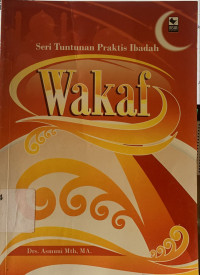 Seri Tuntunan Praktis Ibadah
Wakaf
Drs. Asmuni Mth, MA.